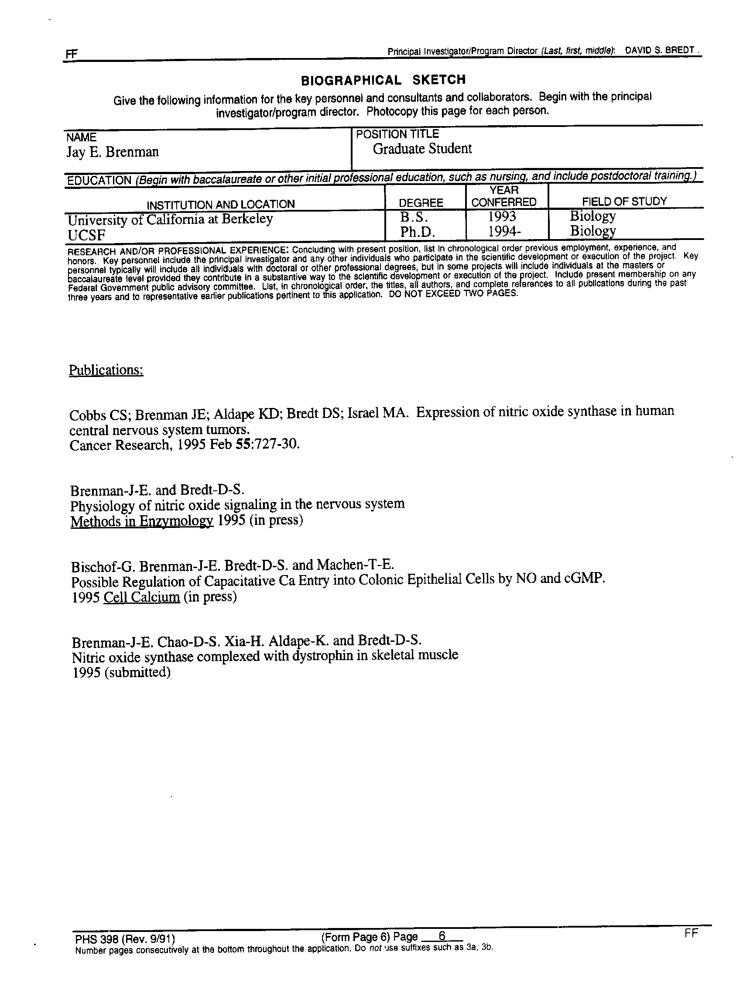 FF
Principal Investigator/Program Director (Last, first, middle): DAVID S. BREDT .
BIOGRAPHICAL SKETCH
Give the following information for the key personnel and consultants and collaborators. Begin with the principal
investigator/program director. Photocopy this page for each person.
NAME
Jay E. Brenman
POSITION TITLE
Graduate Student
EDUCATION (Begin with baccalaureate or other initial professional education, such as nursing, and include postdoctoral training.)
INSTITUTION AND LOCATION DEGREE YEAR CONFERRED FIELD OF STUDY
University of California at Berkeley B.S. 1993 Biology
UCSF Ph.D. 1994- Biology
RESEARCH AND/OR PROFESSIONAL EXPERIENCE: Concluding with present position, list in chronological order previous employment, experience, and
honors. Key personnel include the principal investigator and any other individuals who participate in the scientific development or execution of the project. Key
personnel typically will include all individuals with doctoral or other professional degrees, but in some projects will include individuals at the masters or
baccalaureate level provided they contribute in a substantive way to the scientific development or execution of the project. Include present membership on any
Federal Government public advisory committee. List, in chronological order, the titles, all authors, and complete references to all publications during the past
three years and to representative earlier publications pertinent to this application. DO NOT EXCEED TWO PAGES.
Publications:
Cobbs CS; Brenman JE; Aldape KD; Bredt DS; Israel MA. Expression of nitric oxide synthase in human
central nervous system tumors.
Cancer Research, 1995 Feb 55:727-30.
Brenman-J-E. and Bredt-D-S.
Physiology of nitric oxide signaling in the nervous system
Methods in Enzymology 1995 (in press)
Bischof-G. Brenman-J-E. Bredt-D-S. and Machen-T-E.
Possible Regulation of Capacitative Ca Entry into Colonic Epithelial Cells by NO and cGMP.
1995 Cell Calcium (in press)
Brenman-J-E. Chao-D-S. Xia-H. Aldape-K. and Bredt-D-S.
Nitric oxide synthase complexed with dystrophin in skeletal muscle
1995 (submitted)
PHS 398 (Rev. 9/91) (Form Page 6) Page 6 FF
Number pages consecutively at the bottom throughout the application. Do not use suffixes such as 3a, 3b.